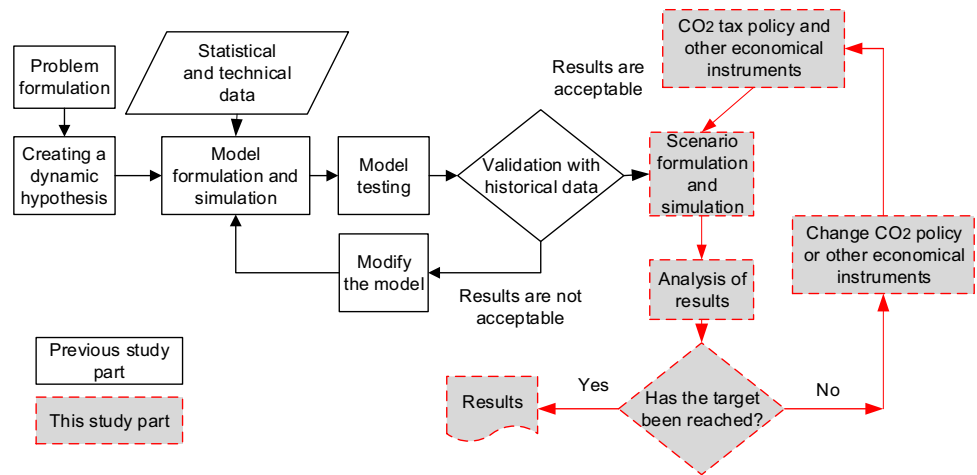 Problem
formulation
Statistical
and technical
data
CO2 tax policy and
other economical
instruments
Results are
acceptable
Creating a
dynamic
hypothesis
Model
formulation and
simulation
Model
testing
Validation with
historical data
Scenario
formulation
and
simulation
Modify
the model
Results are not
acceptable
Analysis of
results
Change CO2 policy
or other economical
instruments
Previous study
part
This study part
Results
Yes
Has the target
been reached?
No